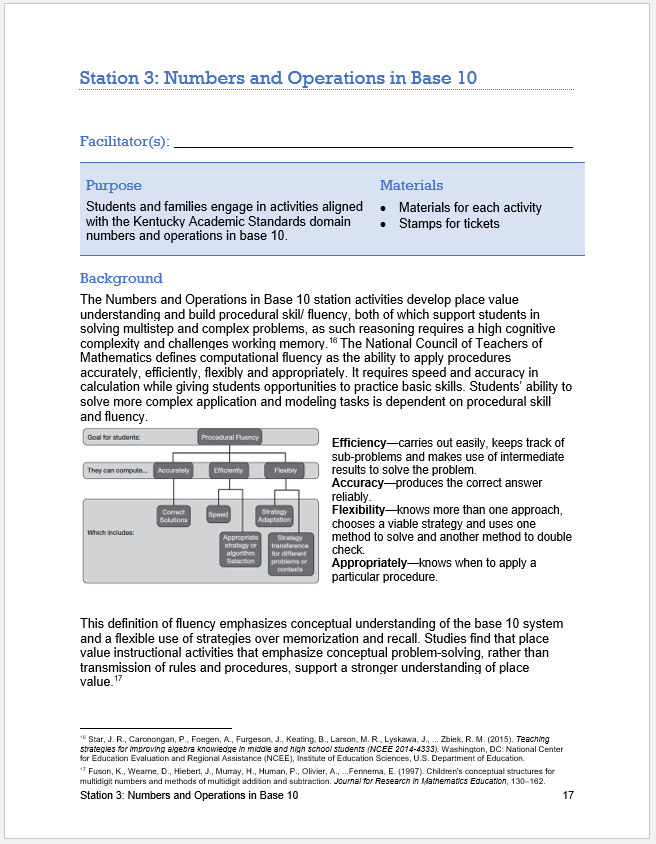 Station 3: Numbers and Operations in Base 10
Facilitator(s):
Purpose
Students and families engage in activities aligned
with the Kentucky Academic Standards domain
numbers and operations in base 10.
Materials
• Materials for each activity
• Stamps for tickets
Background
The Numbers and Operations in Base 10 station activities develop place value
understanding and build procedural skil/ fluency, both of which support students in
solving multistep and complex problems, as such reasoning requires a high cognitive
complexity and challenges working memory.16 The National Council of Teachers of
Mathematics defines computational fluency as the ability to apply procedures
accurately, efficiently, flexibly and appropriately. It requires speed and accuracy in
calculation while giving students opportunities to practice basic skills. Students’ ability to
solve more complex application and modeling tasks is dependent on procedural skill
and fluency.
Goal for students:
Procedural Fluency
They can compute...
Accurately
Efficiently
Flexibly
Which includes:
Correct
Solutions
Speed
Strategy
Adaptation
Appropriate
strategy or
algorithm
Selection
Strategy
transference
for different
problems or
contexts
Efficiency—carries out easily, keeps track of
sub-problems and makes use of intermediate
results to solve the problem.
Accuracy—produces the correct answer
reliably.
Flexibility—knows more than one approach,
chooses a viable strategy and uses one
method to solve and another method to double
check.
Appropriately—knows when to apply a
particular procedure.
This definition of fluency emphasizes conceptual understanding of the base 10 system
and a flexible use of strategies over memorization and recall. Studies find that place
value instructional activities that emphasize conceptual problem-solving, rather than
transmission of rules and procedures, support a stronger understanding of place
value.17
16 Star, J. R., Caronongan, P., Foegen, A., Furgeson, J., Keating, B., Larson, M. R., Lyskawa, J., ... Zbiek, R. M. (2015). Teaching
strategies for improving algebra knowledge in middle and high school students (NCEE 2014-4333). Washington, DC: National Center
for Education Evaluation and Regional Assistance (NCEE), Institute of Education Sciences, U.S. Department of Education.
17 Fuson, K., Wearne, D., Hiebert, J., Murray, H., Human, P., Olivier, A., ...Fennema, E. (1997). Children's conceptual structures for
multidigit numbers and methods of multidigit addition and subtraction. Journal for Research in Mathematics Education, 130–162.
Station 3: Numbers and Operations in Base 10
17